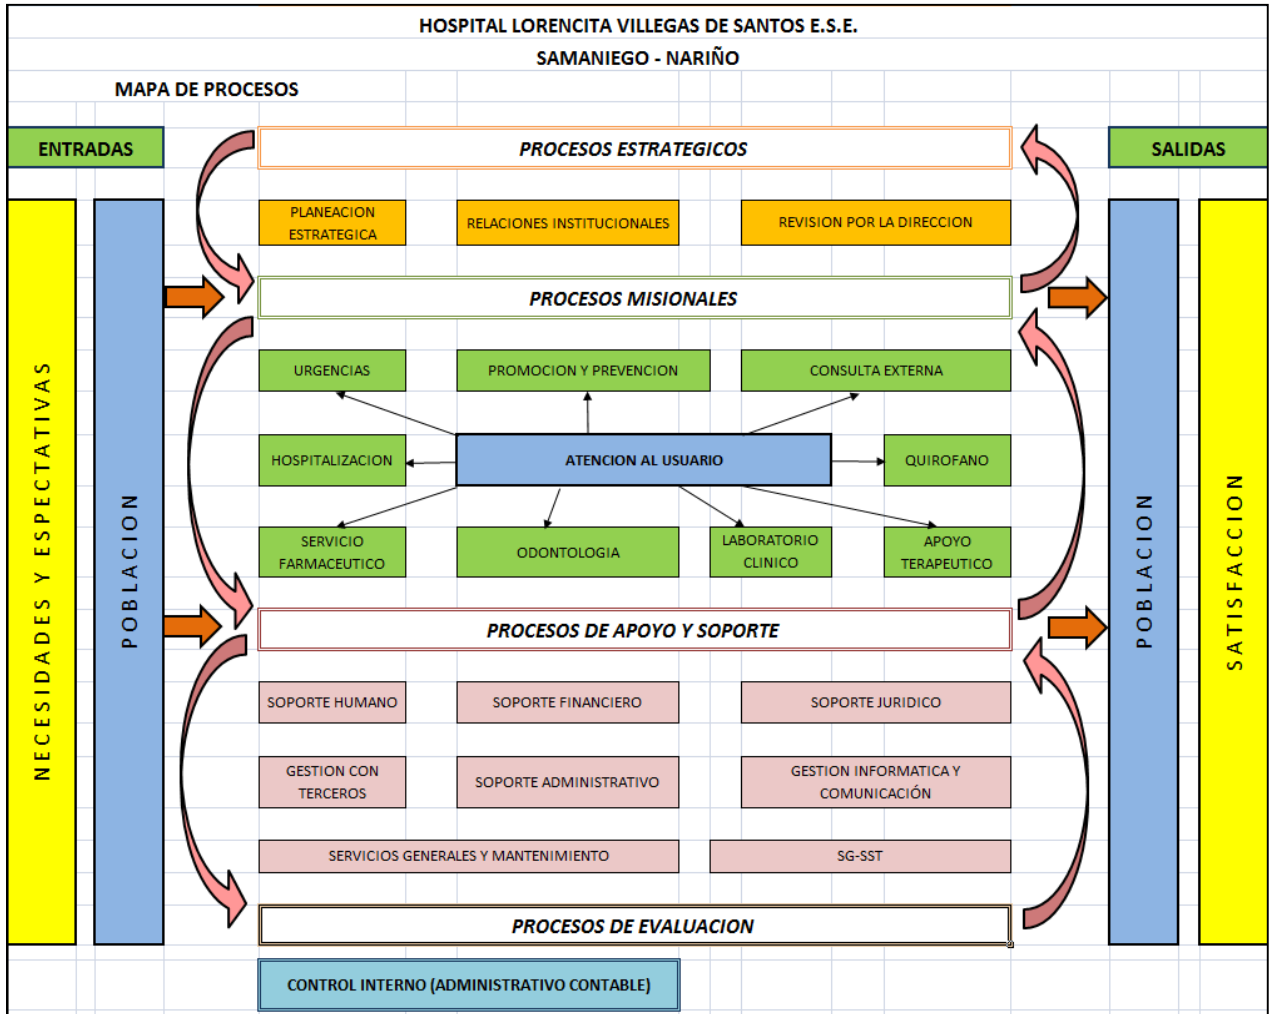 HOSPITAL LORENCITA VILLEGAS DE SANTOS E.S.E.
SAMANIEGO - NARIÑO
MAPA DE PROCESOS
ENTRADAS
PROCESOS ESTRATEGICOS
SALIDAS
PLANEACION
ESTRATEGICA
RELACIONES INSTITUCIONALES
REVISION POR LA DIRECCION
PROCESOS MISIONALES
URGENCIAS
PROMOCION Y PREVENCION
CONSULTA EXTERNA
HOSPITALIZACION
ATENCION AL USUARIO
QUIROFANO
SERVICIO
FARMACEUTICO
ODONTOLOGIA
LABORATORIO
CLINICO
APOYO
TERAPEUTICO
PROCESOS DE APOYO Y SOPORTE
SOPORTE HUMANO
SOPORTE FINANCIERO
SOPORTE JURIDICO
GESTION CON
TERCEROS
SOPORTE ADMINISTRATIVO
GESTION INFORMATICA Y
COMUNICACIÓN
SERVICIOS GENERALES Y MANTENIMIENTO
SG-SST
PROCESOS DE EVALUACION
CONTROL INTERNO (ADMINISTRATIVO CONTABLE)
NECESIDADES Y ESPECTATIVAS
POBLACION
POBLACION
SATISFACCION